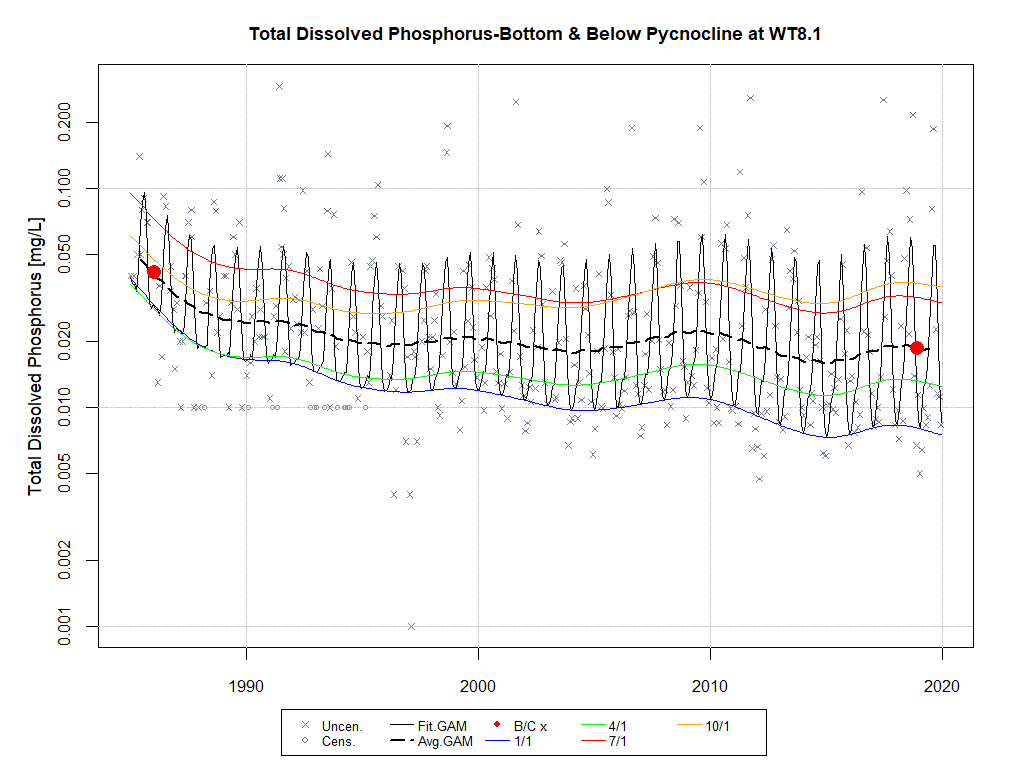 Total Dissolved Phosphorus-Bottom & Below Pycnocline at WT8.1
Total Dissolved Phosphorus [mg/L]
0.200
0.100
0.050
0.020
0.010
0.005
0.002
0.001
1990 2000 2010 2020
Uncen. Fit.GAM B/C x 4/1 10/1
Cens. Avg.GAM 1/1 7/1